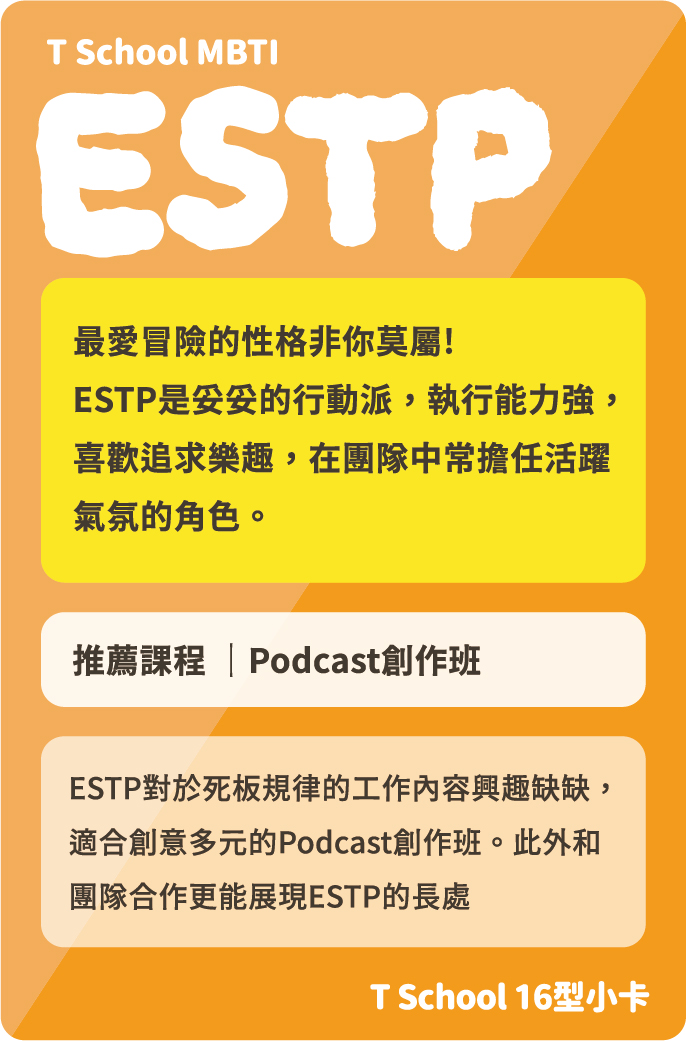 T School MBTI
ESTP
最愛冒險的性格非你莫屬!
ESTP是妥妥的行動派，執行能力強，
喜歡追求樂趣，在團隊中常擔任活躍
氣氛的角色。
推薦課程｜Podcast創作班
ESTP對於死板規律的工作內容興趣缺缺，
適合創意多元的Podcast創作班。此外和
團隊合作更能展現ESTP的長處
T School 16型小卡